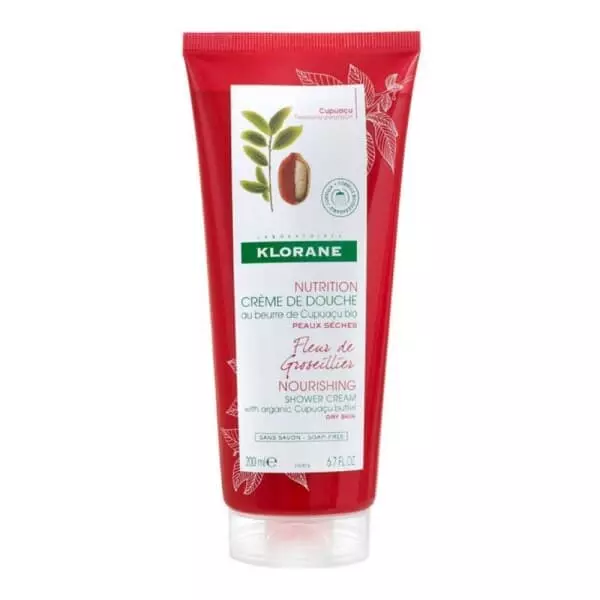 Cupuaçu
LABORATOIRES
KLORANE
NUTRITION
CRÈME DE DOUCHE
au beurre de Cupuaçu bio
PEAUX SÈCHES
Fleur de
Groseillier
NOURISHING
SHOWER CREAM
with organic Cupuaçu butter
DRY SKIN
SANS SAVON - SOAP-FREE
200 ml e
6.7 FL OZ